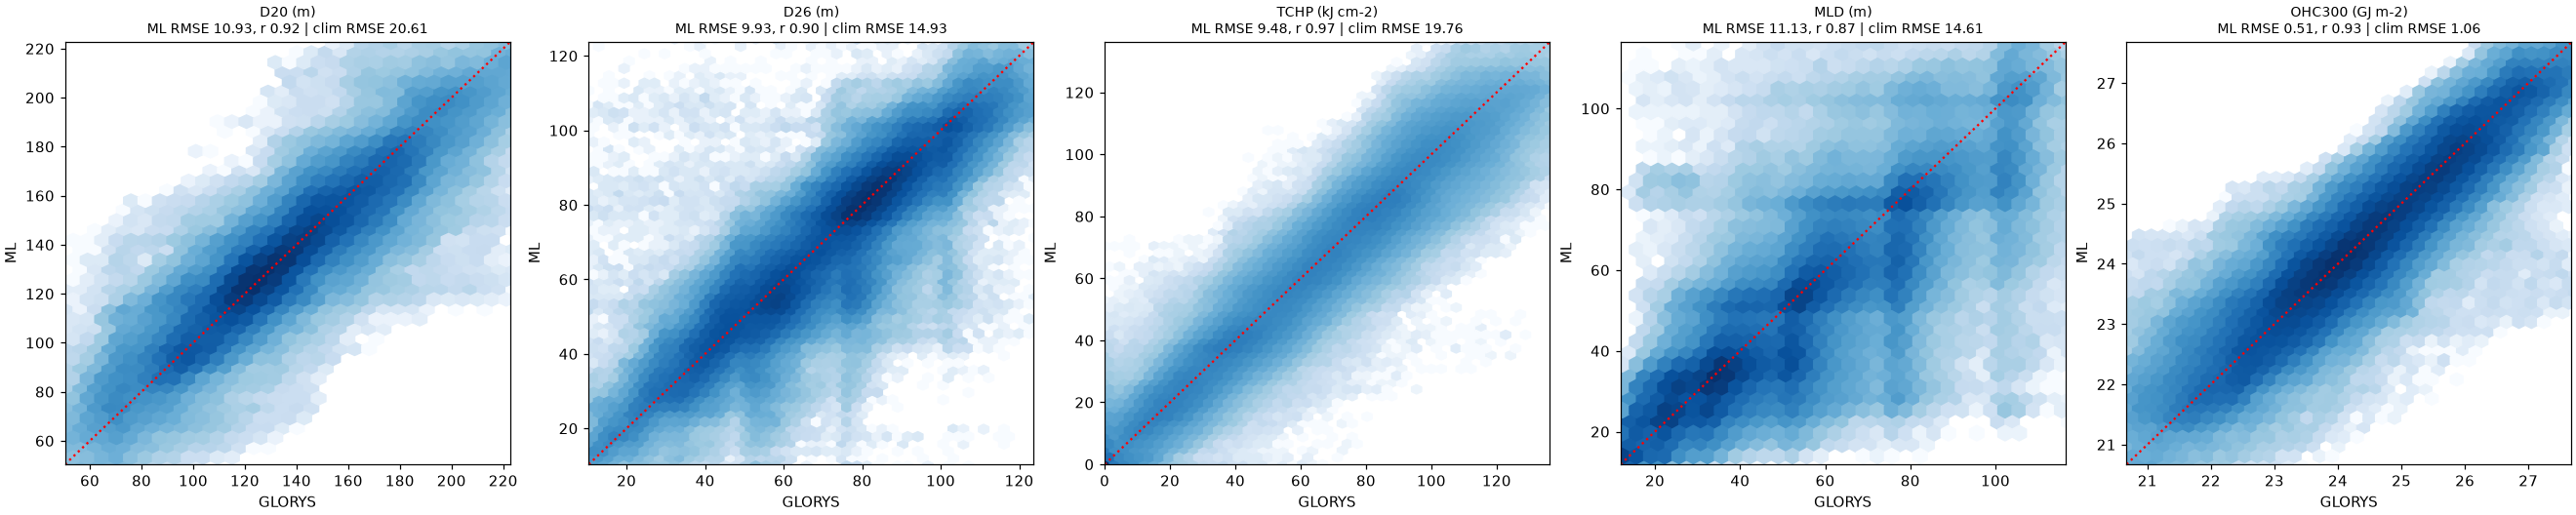 D20 (m)
ML RMSE 10.93, r 0.92 | clim RMSE 20.61
220
200
180
160
140
120
100
80
60
ML
60 80 100 120 140 160 180 200 220
GLORYS
D26 (m)
ML RMSE 9.93, r 0.90 | clim RMSE 14.93
120
100
80
60
40
20
ML
20 40 60 80 100 120
GLORYS
TCHP (kJ cm-2)
ML RMSE 9.48, r 0.97 | clim RMSE 19.76
120
100
80
60
40
20
0
ML
0 20 40 60 80 100 120
GLORYS
MLD (m)
ML RMSE 11.13, r 0.87 | clim RMSE 14.61
100
80
60
40
20
ML
20 40 60 80 100
GLORYS
OHC300 (GJ m-2)
ML RMSE 0.51, r 0.93 | clim RMSE 1.06
27
26
25
24
23
22
21
ML
21 22 23 24 25 26 27
GLORYS